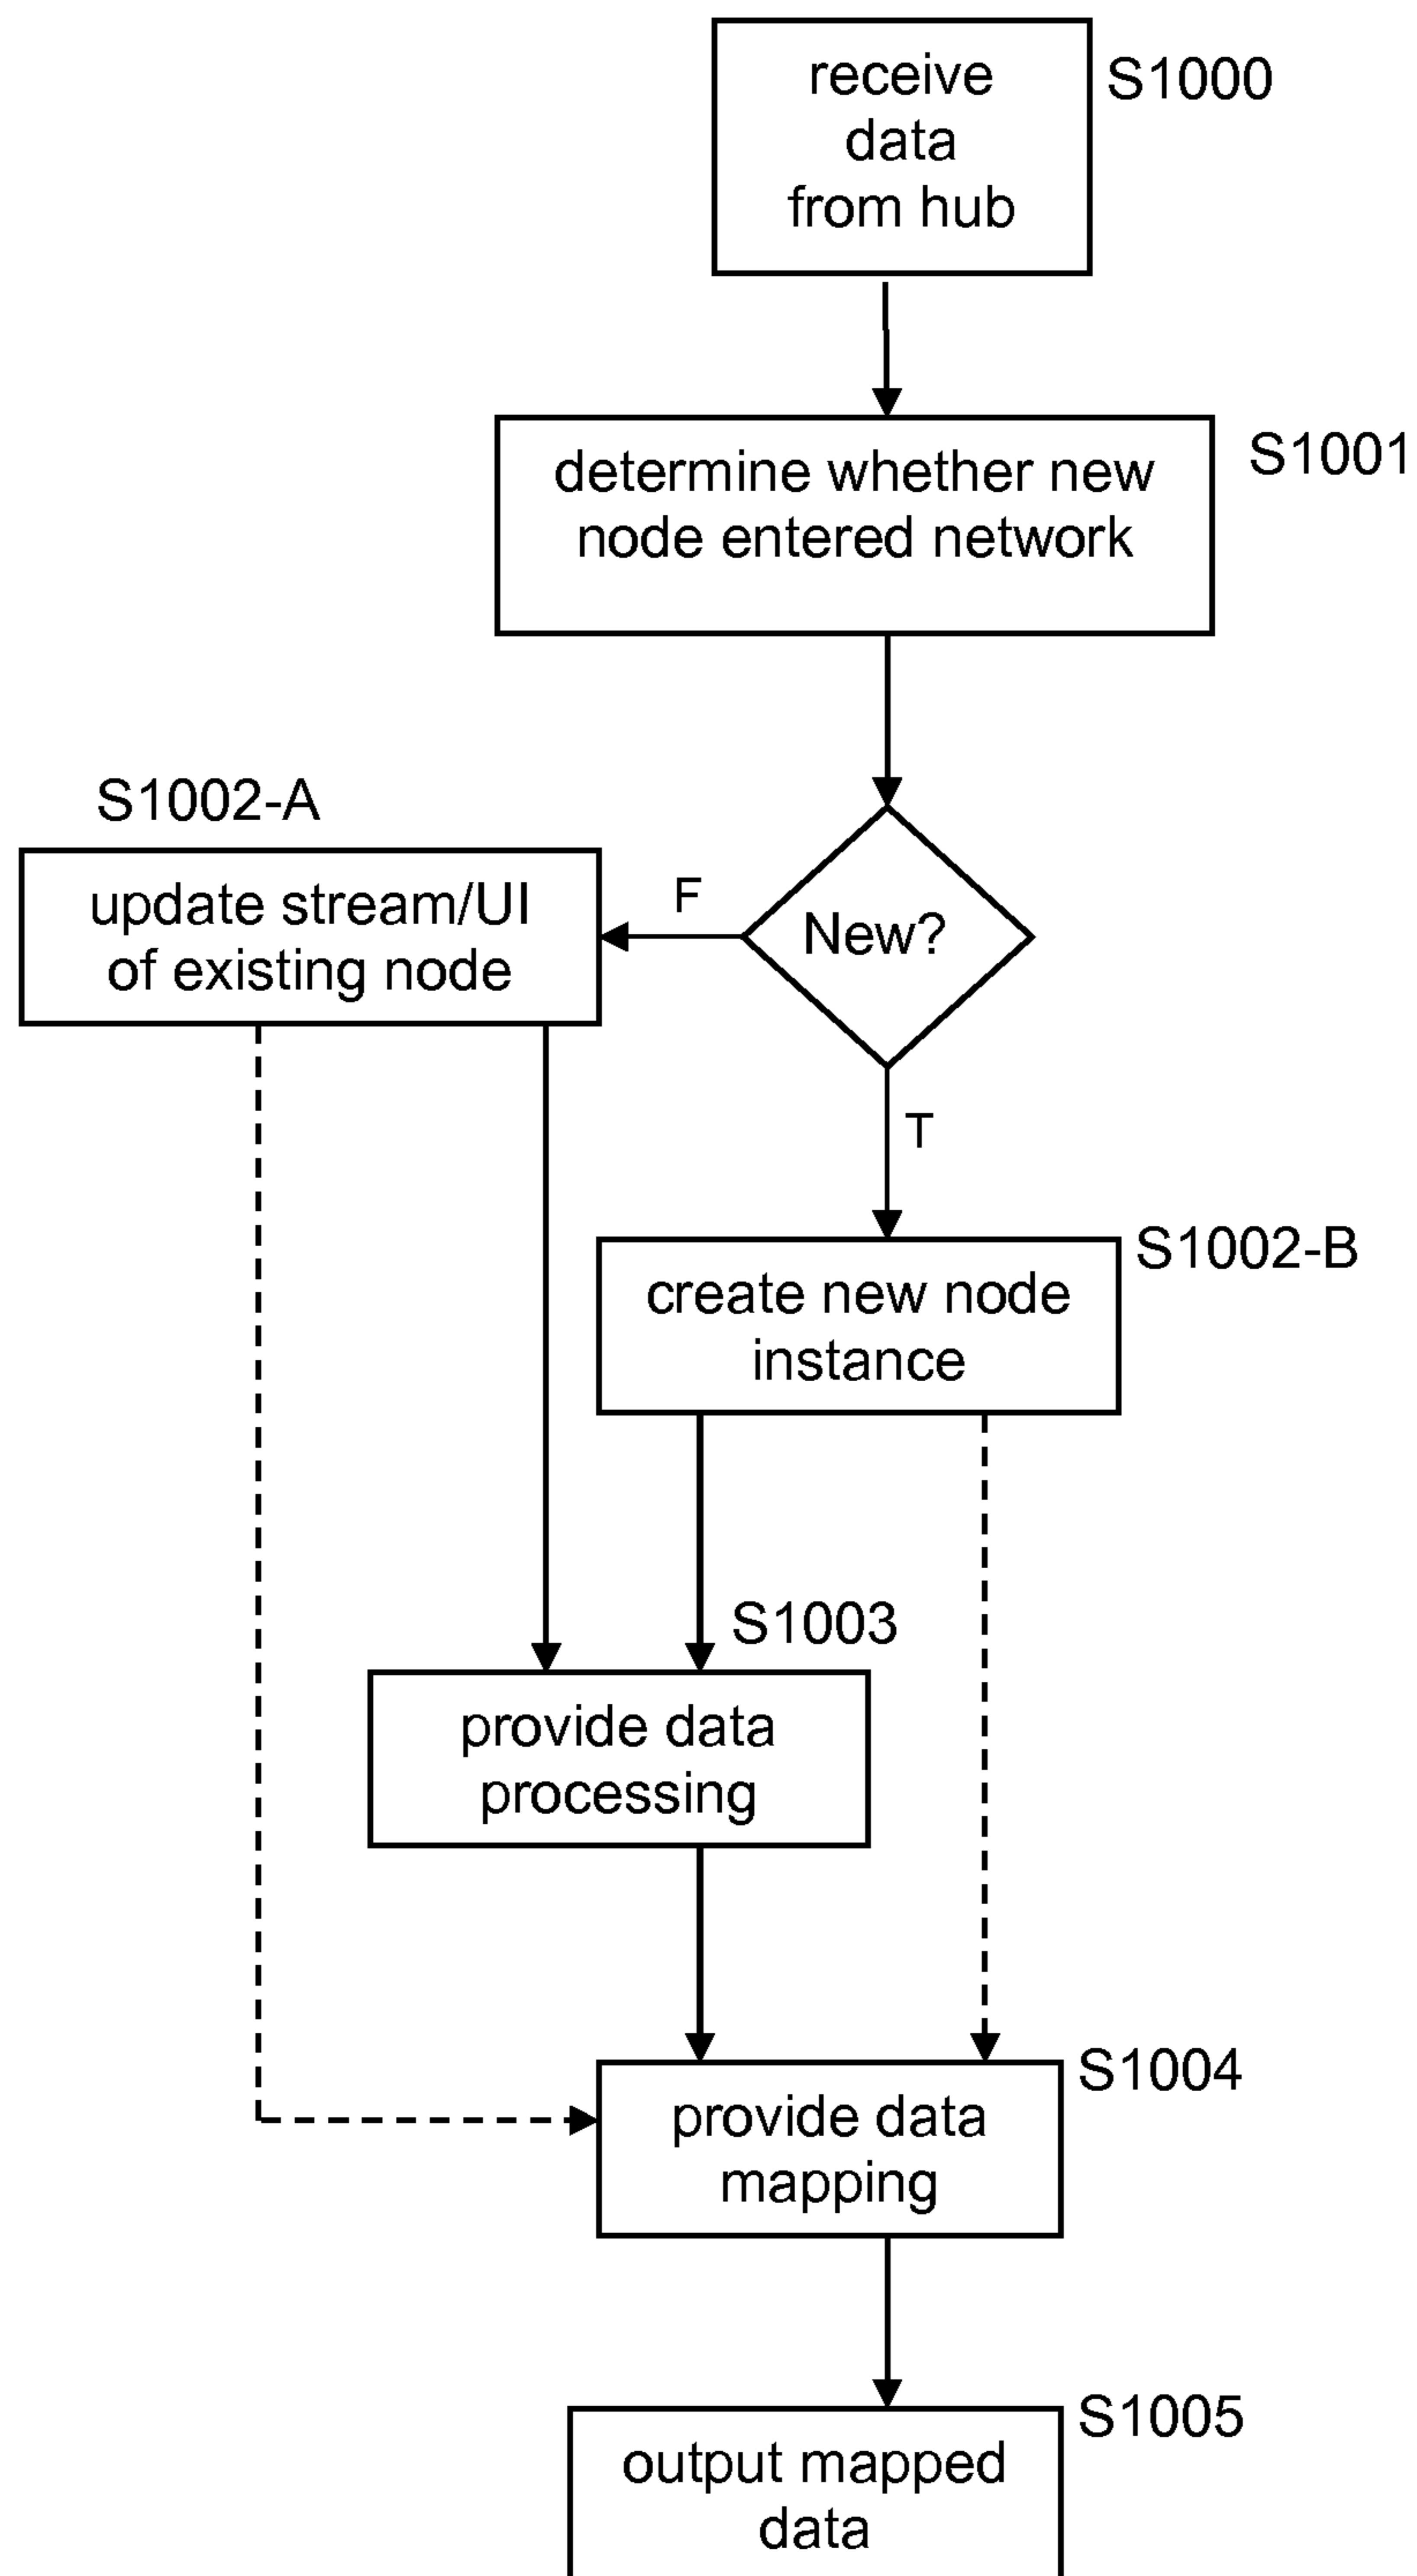 receive
data
from hub
S1000
determine whether new
node entered network
S1001
S1002-A
update stream/UI
of existing node
F
New?
T
S1002-B
create new node
instance
S1003
provide data
processing
S1004
provide data
mapping
S1005
output mapped
data